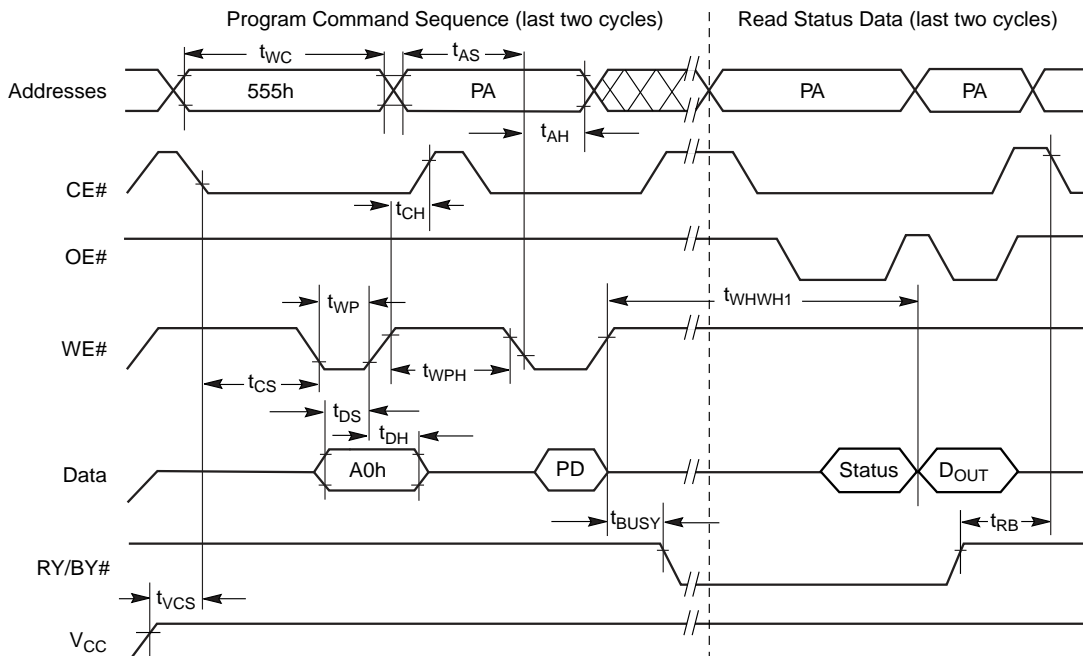 Program Command Sequence (last two cycles) Read Status Data (last two cycles)
tWC tAS
Addresses 555h PA PA PA
tAH
CE#
tCH
OE#
tWP tWHWH1
WE#
tCS tWPH
tDS
tDH
Data A0h PD Status DOUT
tBUSY tRB
RY/BY#
tVCS
VCC